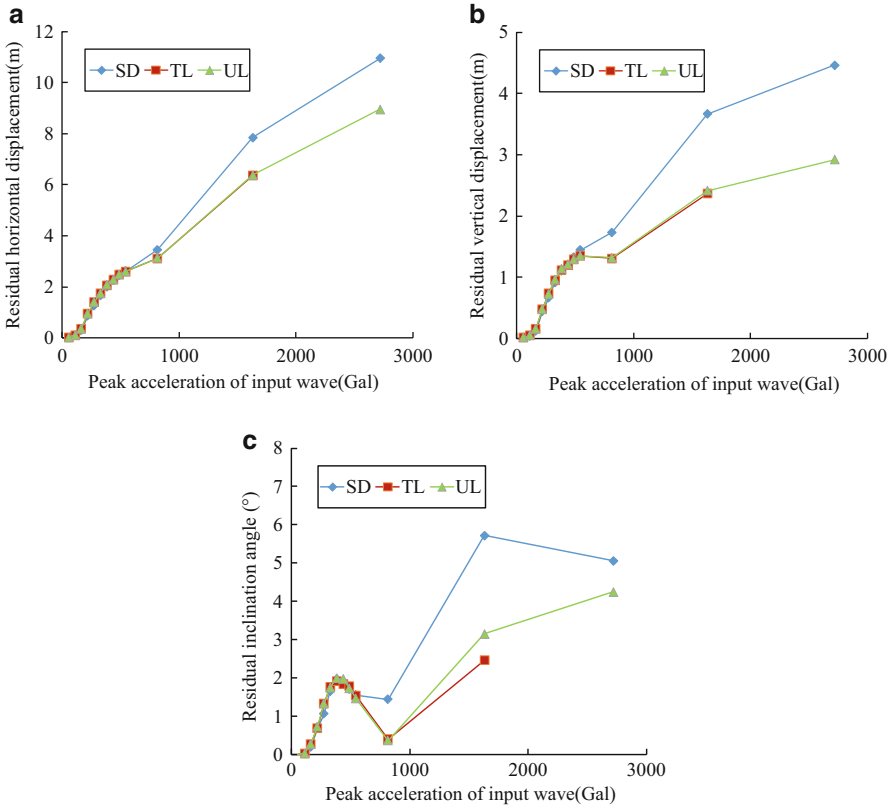 a
Residual horizontal displacement(m)
12
10
8
6
4
2
0
SD TL UL
0 1000 2000 3000
Peak acceleration of input wave(Gal)
b
Residual vertical displacement(m)
5
4
3
2
1
0
SD TL UL
0 1000 2000 3000
Peak acceleration of input wave(Gal)
c
Residual inclination angle (°)
8
7
6
5
4
3
2
1
0
SD TL UL
0 1000 2000 3000
Peak acceleration of input wave(Gal)